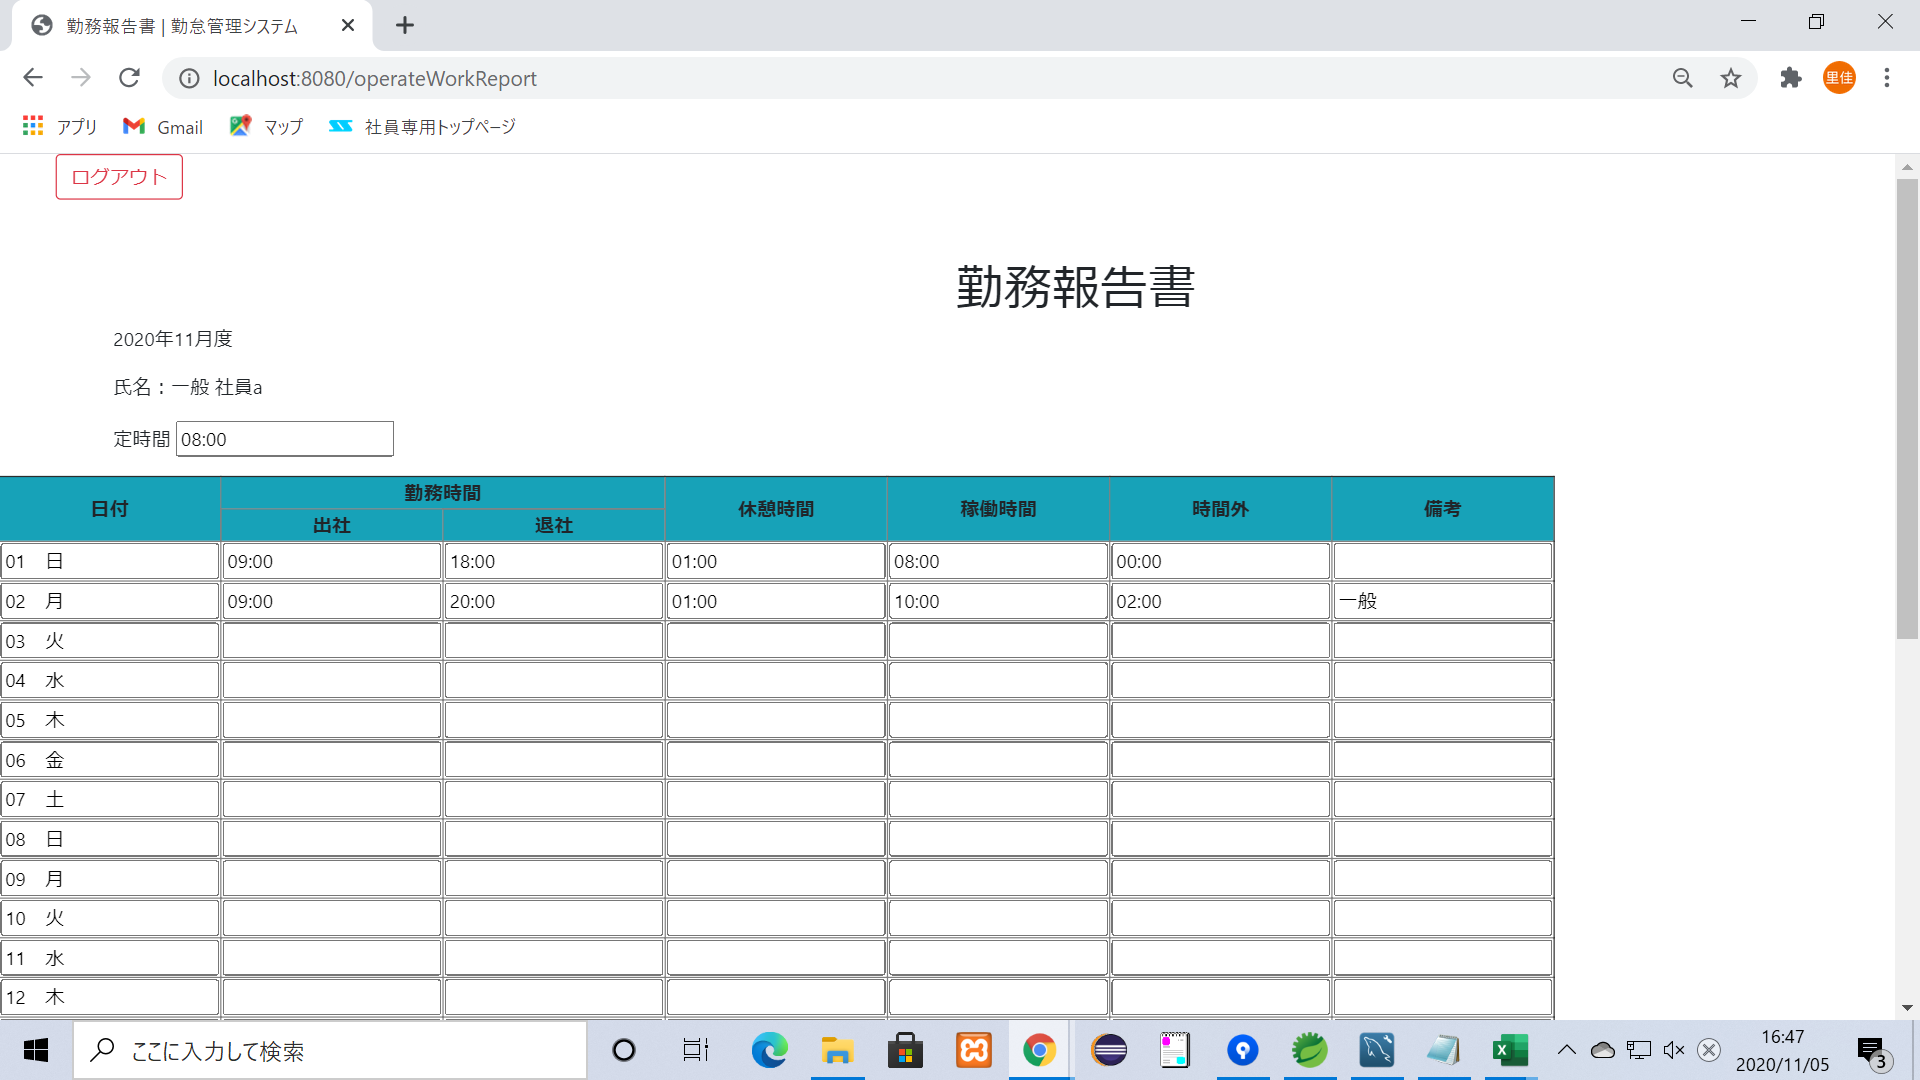 勤務報告書 | 勤怠管理システム
localhost:8080/operateWorkReport
里佳
アプリ Gmail マップ 社員専用トップページ
ログアウト
勤務報告書
2020年11月度
氏名：一般 社員a
定時間 08:00
日付 勤務時間 休憩時間 稼働時間 時間外 備考
出社 退社
01 日 09:00 18:00 01:00 08:00 00:00
02 月 09:00 20:00 01:00 10:00 02:00 一般
03 火
04 水
05 木
06 金
07 土
08 日
09 月
10 火
11 水
12 木
ここに入力して検索
16:47
2020/11/05
3